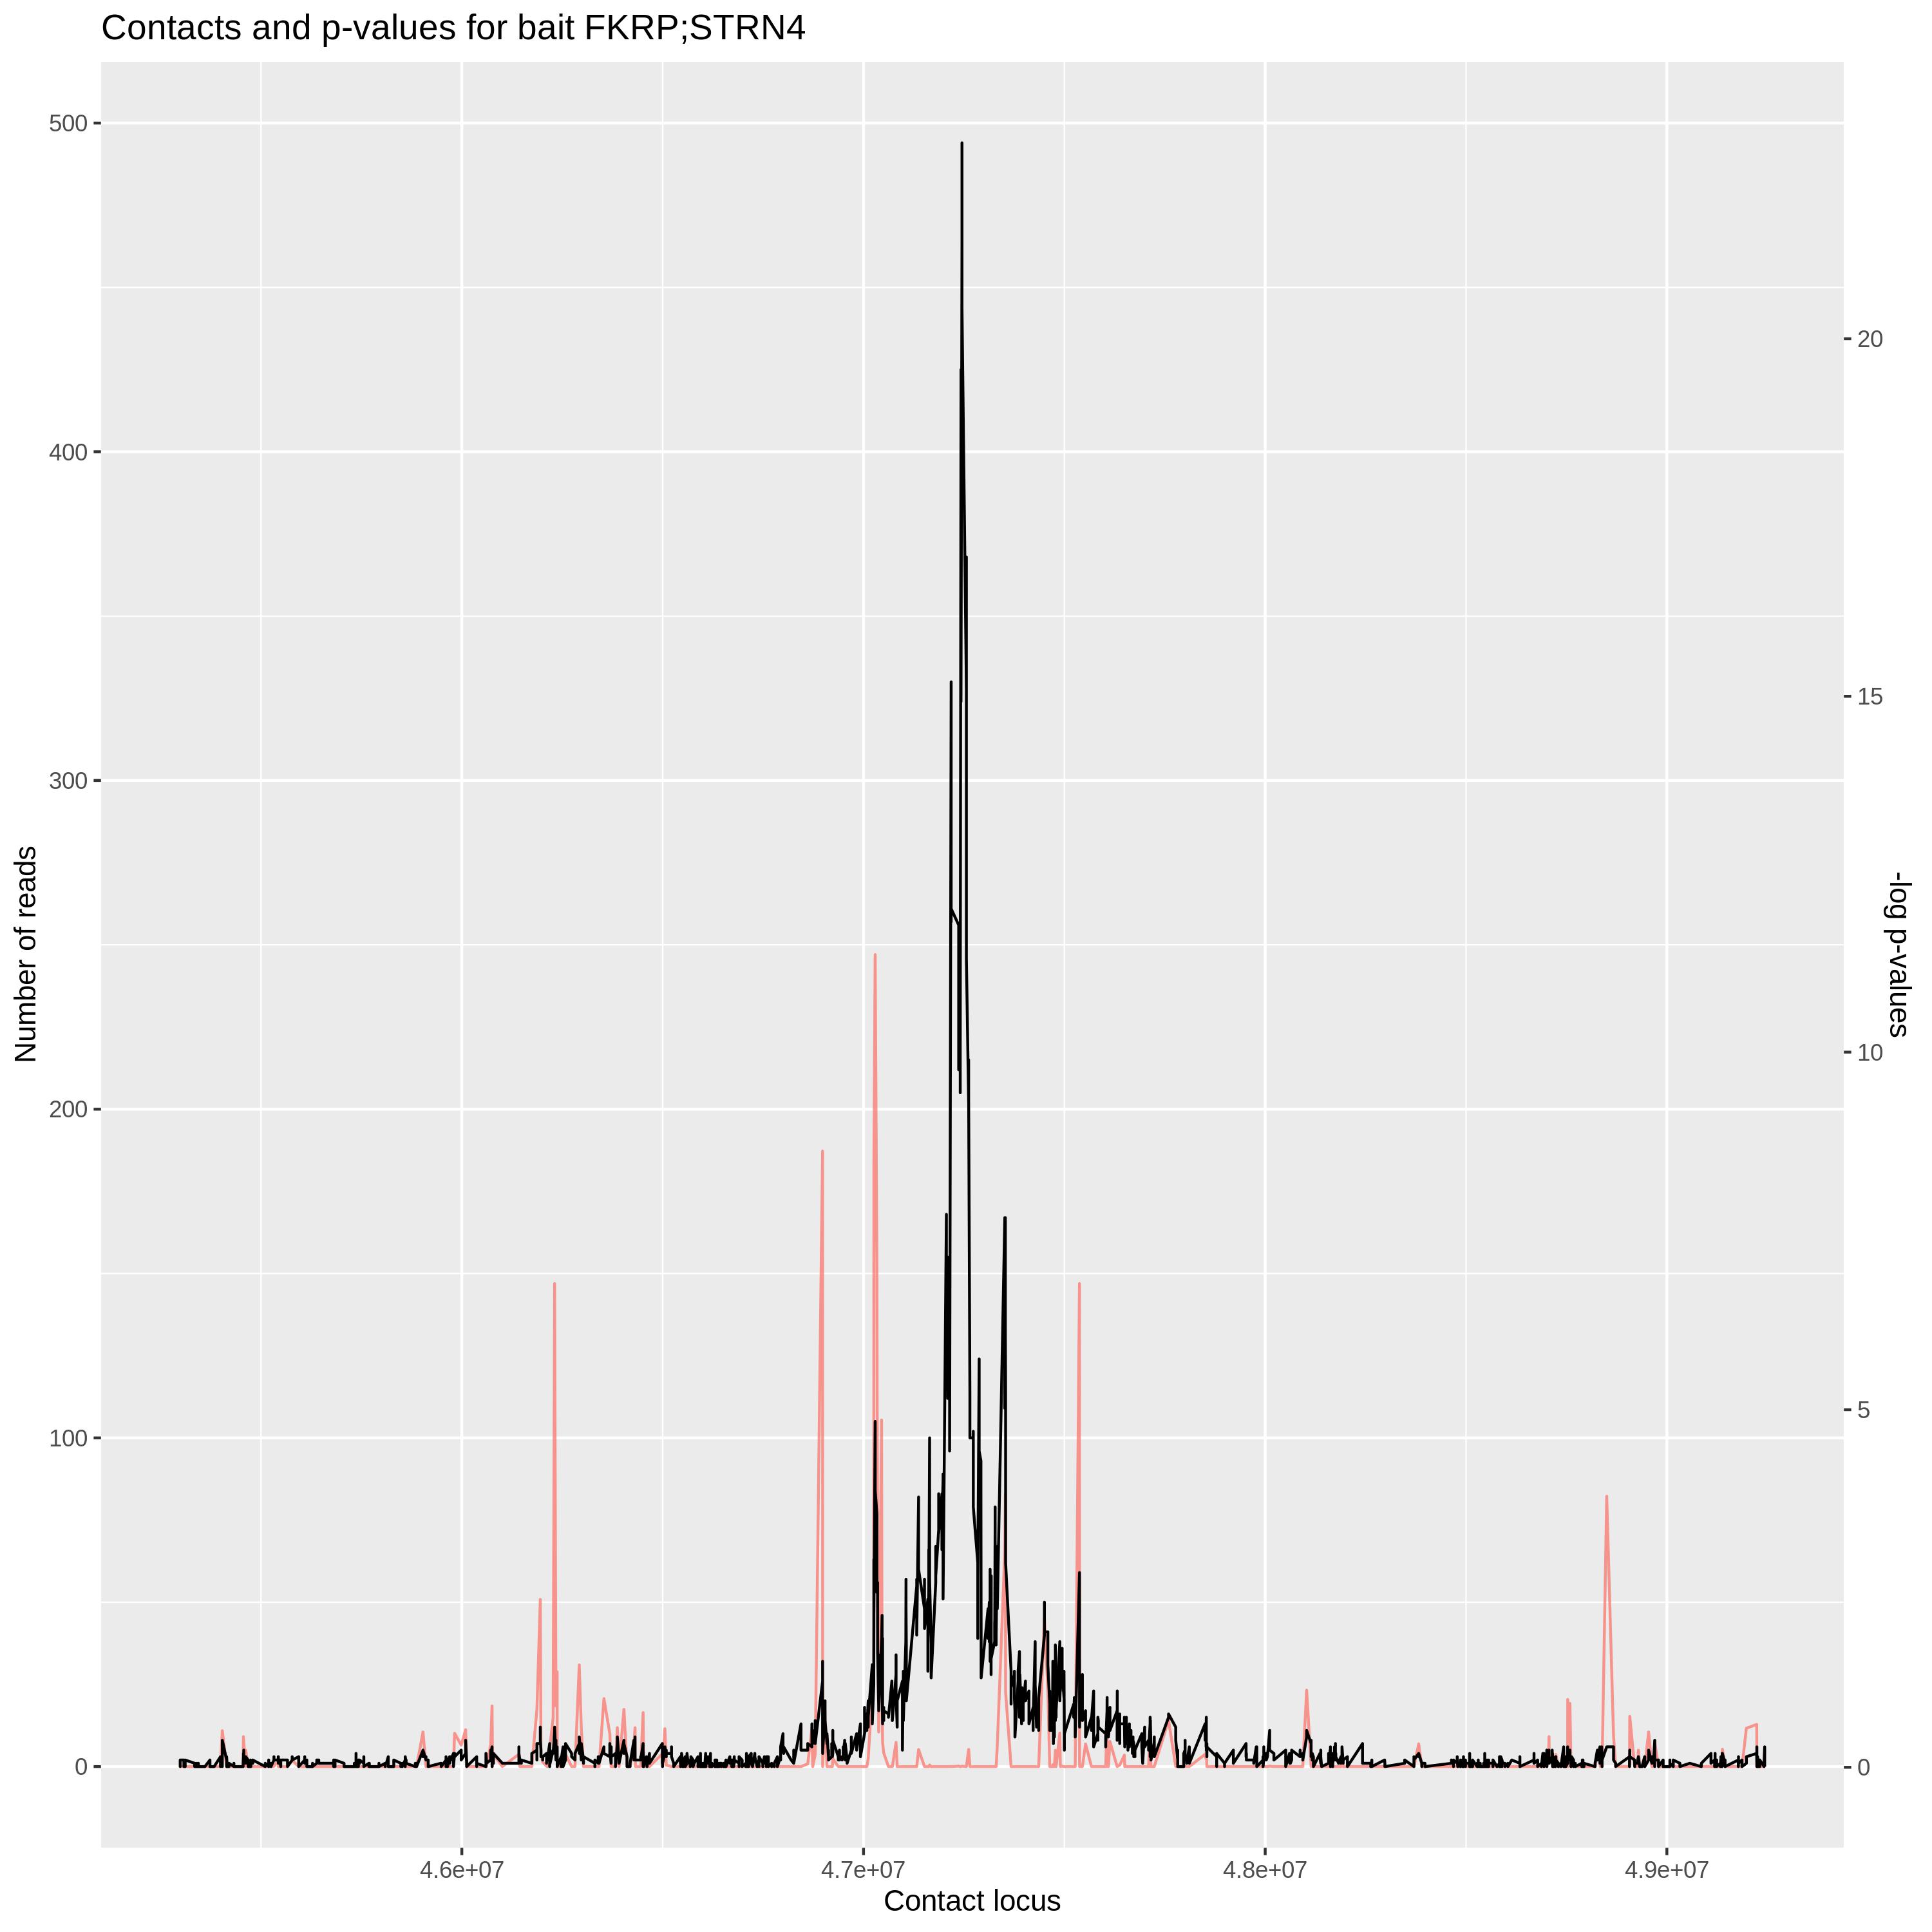 Contacts and p-values for bait FKRP;STRN4
500
400
300
200
100
0
Number of reads
20
15
10
5
0
-log p-values
4.6e+07
4.7e+07
4.8e+07
4.9e+07
Contact locus